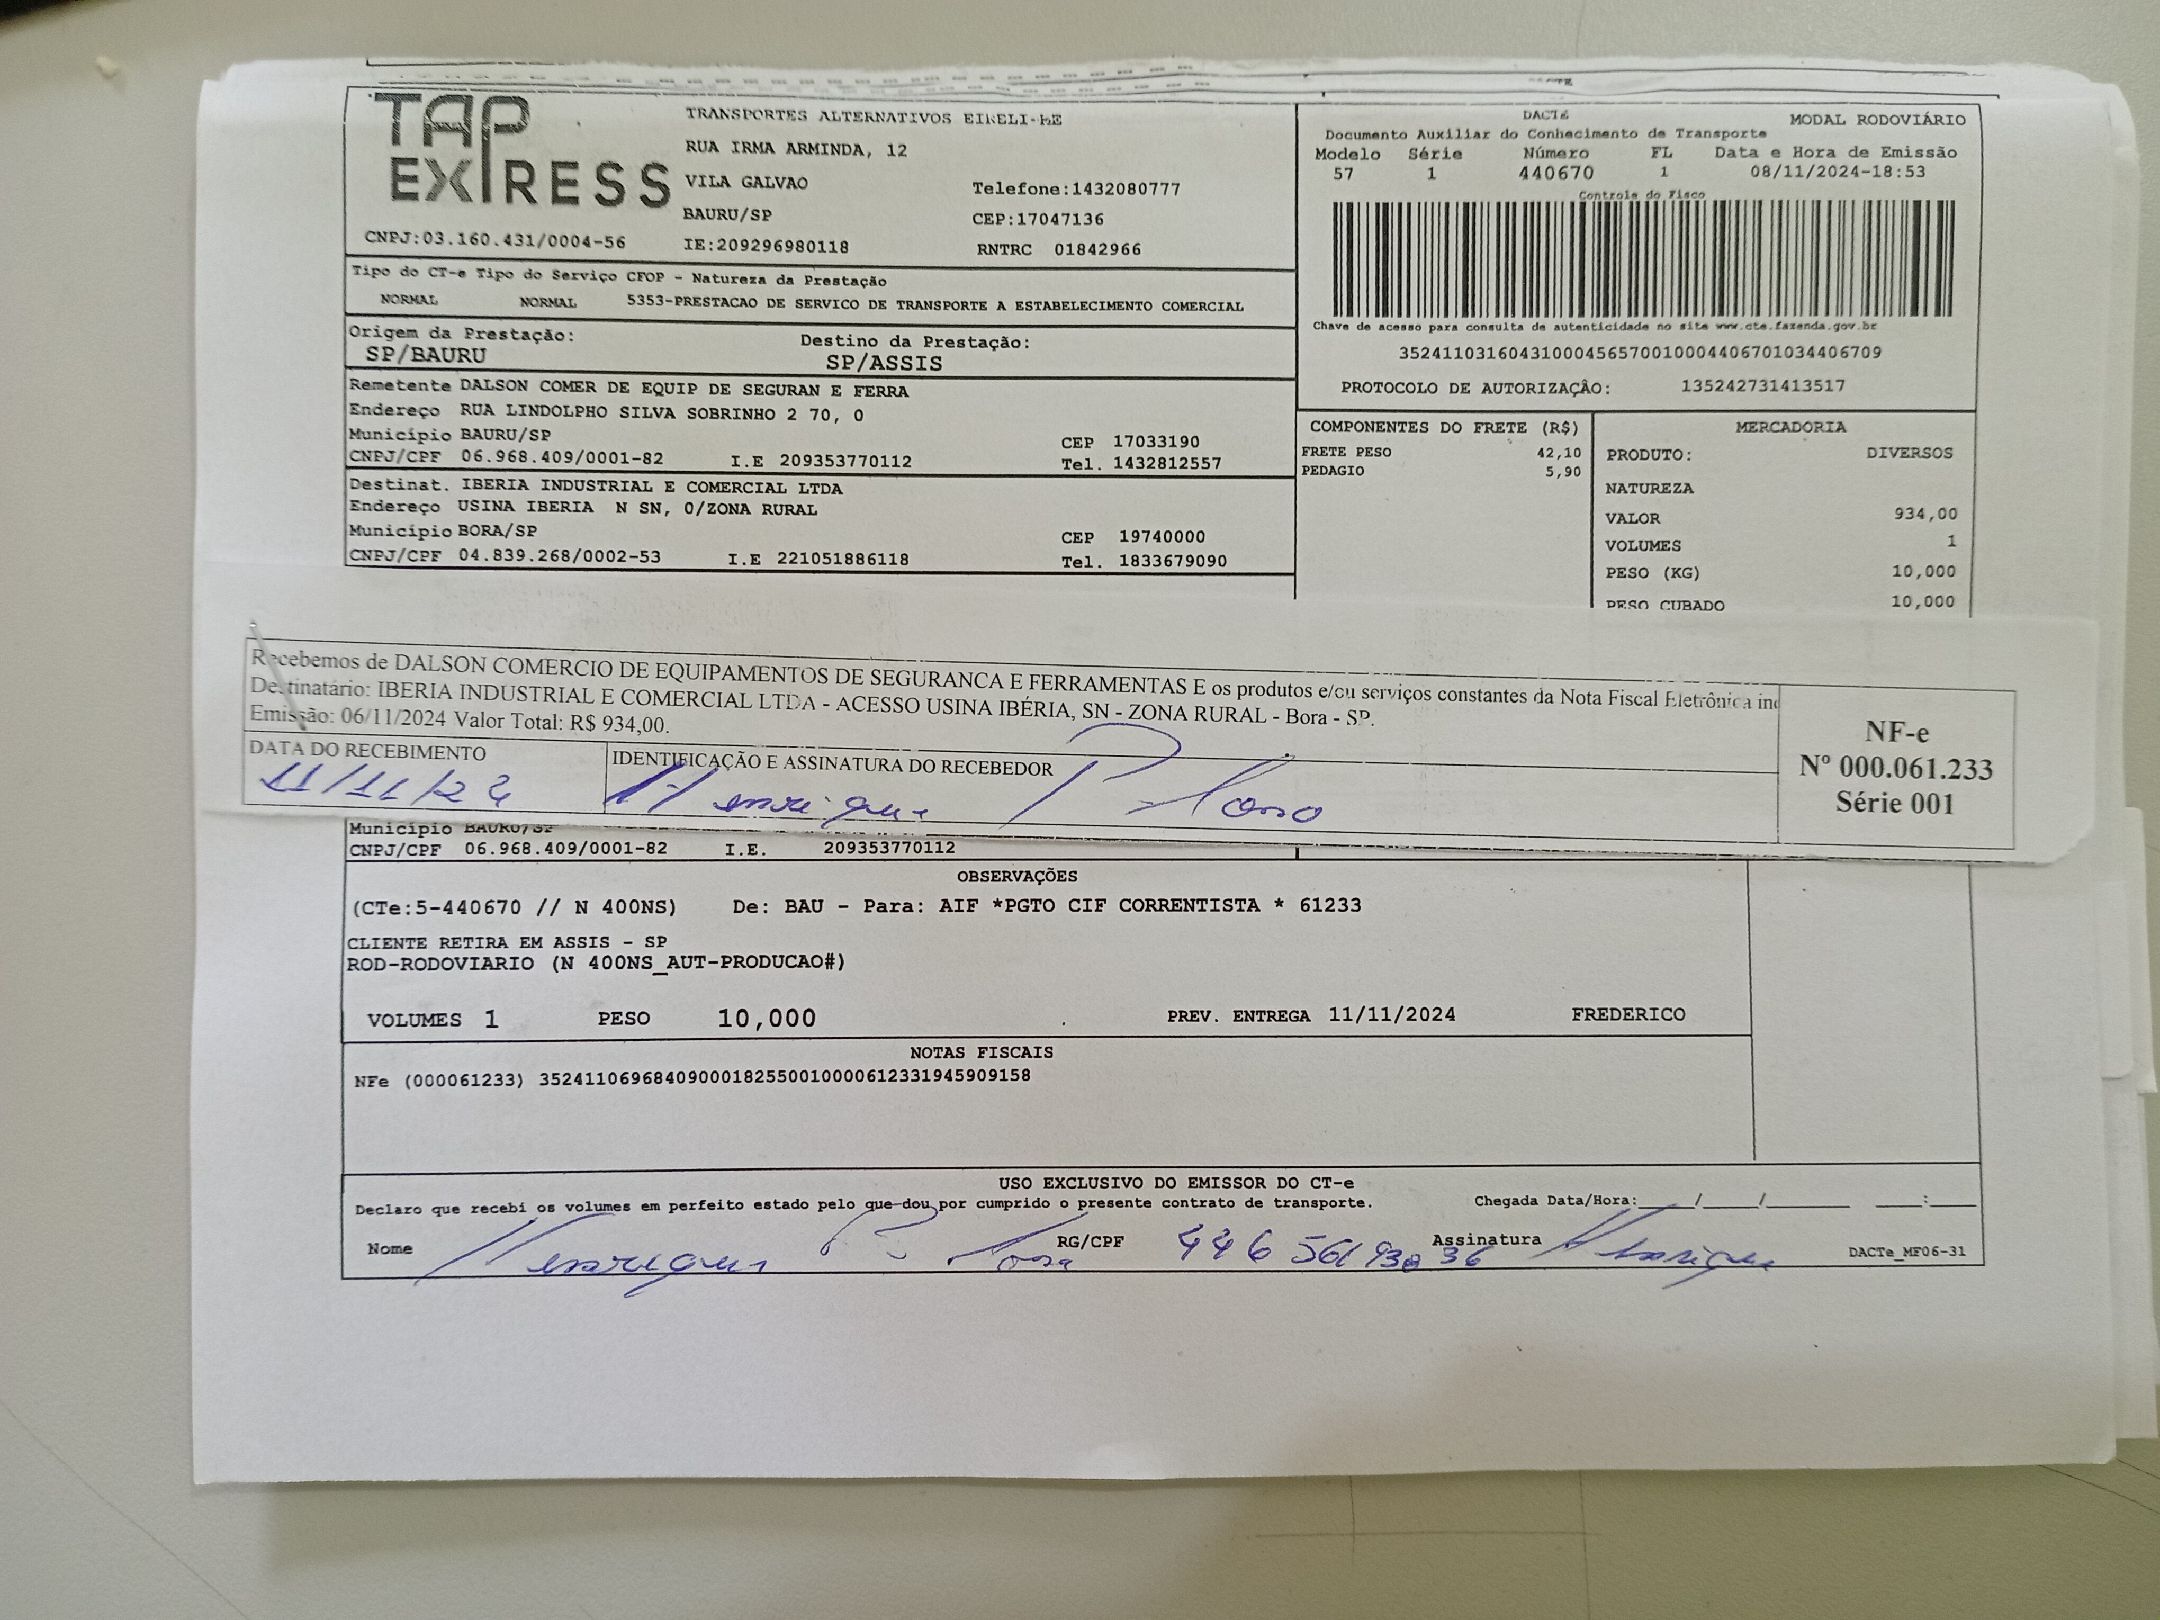 TAP EXPRESS
TRANSPORTES ALTERNATIVOS EIRELI-ME
RUA IRMA ARMINDA, 12
VILA GALVAO
Telefone:1432080777
BAURU/SP
CEP:17047136
CNPJ:03.160.431/0004-56
IE:209296980118
RNTRC 01842966
DACTE
MODAL RODOVIÁRIO
Documento Auxiliar do Conhecimento de Transporte
Modelo Série Número FL Data e Hora de Emissão
57 1 440670 1 08/11/2024-18:53
Controle do Fisco
Chave de acesso para consulta de autenticidade no site www.cte.fazenda.gov.br
35241103160431000456570010004406701034406709
PROTOCOLO DE AUTORIZAÇÃO: 135242731413517
Tipo do CT-e Tipo do Serviço CFOP - Natureza da Prestação
NORMAL NORMAL 5353-PRESTACAO DE SERVICO DE TRANSPORTE A ESTABELECIMENTO COMERCIAL
Origem da Prestação: Destino da Prestação:
SP/BAURU SP/ASSIS
Remetente DALSON COMER DE EQUIP DE SEGURAN E FERRA
Endereço RUA LINDOLPHO SILVA SOBRINHO 2 70, 0
Município BAURU/SP CEP 17033190
CNPJ/CPF 06.968.409/0001-82 I.E 209353770112 Tel. 1432812557
Destinat. IBERIA INDUSTRIAL E COMERCIAL LTDA
Endereço USINA IBERIA N SN, 0/ZONA RURAL
Município BORA/SP CEP 19740000
CNPJ/CPF 04.839.268/0002-53 I.E 221051886118 Tel. 1833679090
COMPONENTES DO FRETE (R$)
FRETE PESO 42,10
PEDAGIO 5,90
MERCADORIA
PRODUTO: DIVERSOS
NATUREZA
VALOR 934,00
VOLUMES 1
PESO (KG) 10,000
PESO CUBADO 10,000
Recebemos de DALSON COMERCIO DE EQUIPAMENTOS DE SEGURANCA E FERRAMENTAS E os produtos e/ou serviços constantes da Nota Fiscal Eletrônica ind
Destinatário: IBERIA INDUSTRIAL E COMERCIAL LTDA - ACESSO USINA IBÉRIA, SN - ZONA RURAL - Bora - SP.
Emissão: 06/11/2024 Valor Total: R$ 934,00.
DATA DO RECEBIMENTO
IDENTIFICAÇÃO E ASSINATURA DO RECEBEDOR
11/11/24 Henrique
NF-e
Nº 000.061.233
Série 001
Município BAURU/SP
CNPJ/CPF 06.968.409/0001-82 I.E. 209353770112
OBSERVAÇÕES
(CTe:5-440670 // N 400NS) De: BAU - Para: AIF *PGTO CIF CORRENTISTA * 61233
CLIENTE RETIRA EM ASSIS - SP
ROD-RODOVIARIO (N 400NS_AUT-PRODUCAO#)
VOLUMES 1 PESO 10,000 PREV. ENTREGA 11/11/2024 FREDERICO
NOTAS FISCAIS
NFe (000061233) 35241106968409000182550010000612331945909158
USO EXCLUSIVO DO EMISSOR DO CT-e
Declaro que recebi os volumes em perfeito estado pelo que dou por cumprido o presente contrato de transporte. Chegada Data/Hora:____/____/______ ____:____
Nome Henrique RG/CPF Assinatura Henrique
DACTe_MF06-31